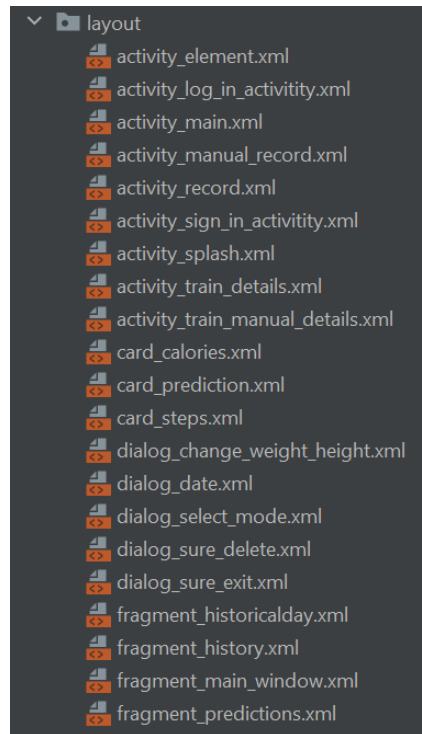 layout
activity_element.xml
activity_log_in_activitity.xml
activity_main.xml
activity_manual_record.xml
activity_record.xml
activity_sign_in_activitity.xml
activity_splash.xml
activity_train_details.xml
activity_train_manual_details.xml
card_calories.xml
card_prediction.xml
card_steps.xml
dialog_change_weight_height.xml
dialog_date.xml
dialog_select_mode.xml
dialog_sure_delete.xml
dialog_sure_exit.xml
fragment_historicalday.xml
fragment_history.xml
fragment_main_window.xml
fragment_predictions.xml